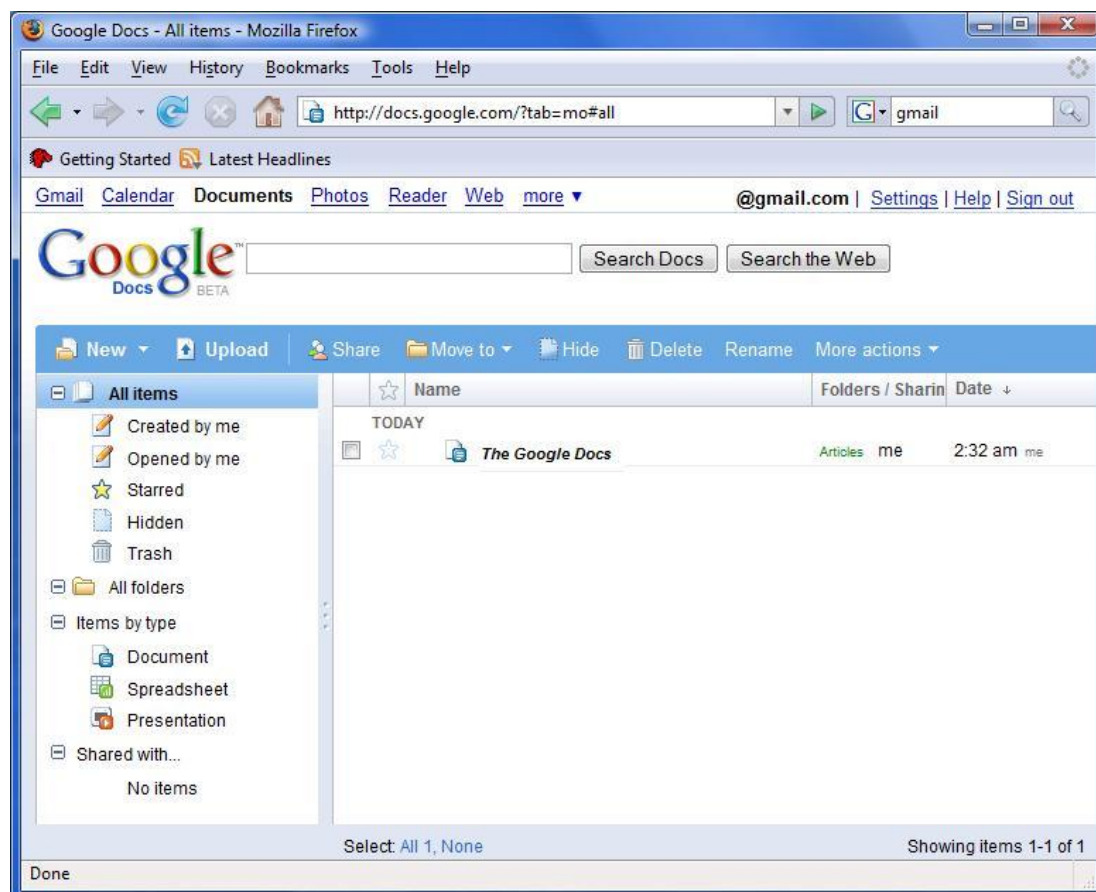 Google Docs - All items - Mozilla Firefox
File Edit View History Bookmarks Tools Help
http://docs.google.com/?tab=mo#all G gmail
Getting Started Latest Headlines
Gmail Calendar Documents Photos Reader Web more ▼ @gmail.com | Settings | Help | Sign out
Google™ Docs BETA Search Docs Search the Web
New Upload Share Move to Hide Delete Rename More actions
All items Name Folders / Sharin Date ↓
TODAY
Created by me
The Google Docs Articles me 2:32 am me
Opened by me
Starred
Hidden
Trash
All folders
Items by type
Document
Spreadsheet
Presentation
Shared with...
No items
Select: All 1, None Showing items 1-1 of 1
Done